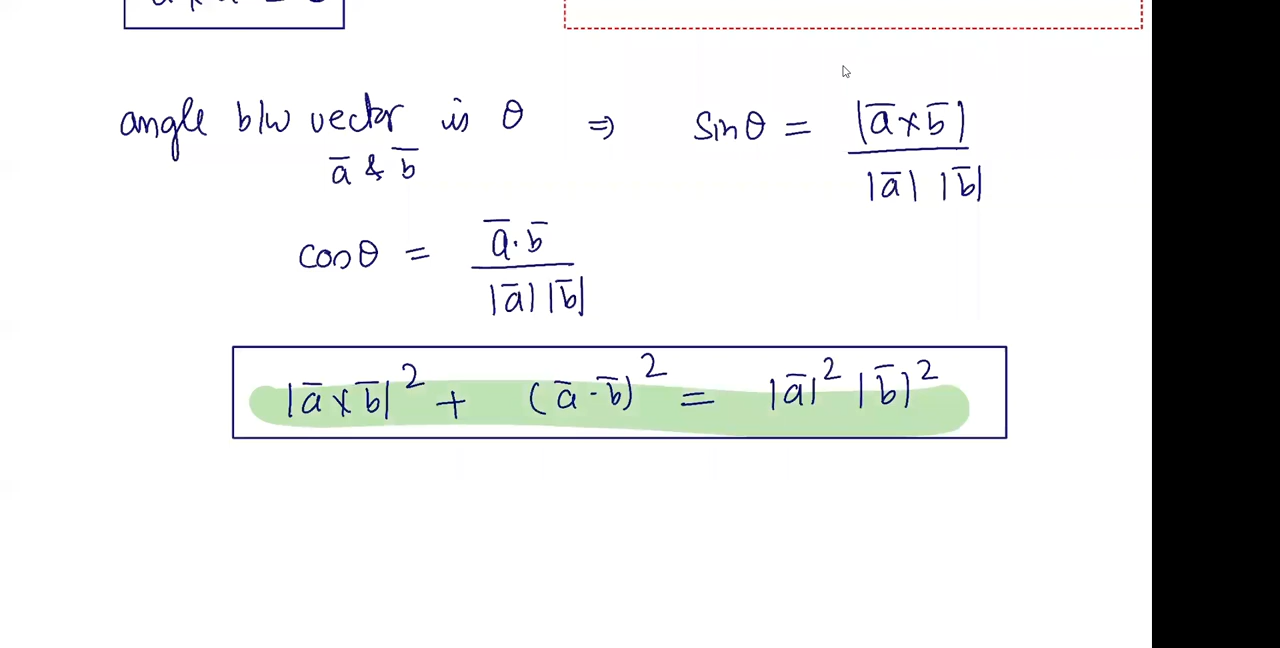 angle b/w vector is θ ⇒ sinθ = |a̅ × b̅| / |a̅| |b̅|
a̅ & b̅
cosθ = a̅·b̅ / |a̅| |b̅|
|a̅ × b̅|² + (a̅·b̅)² = |a̅|² |b̅|²